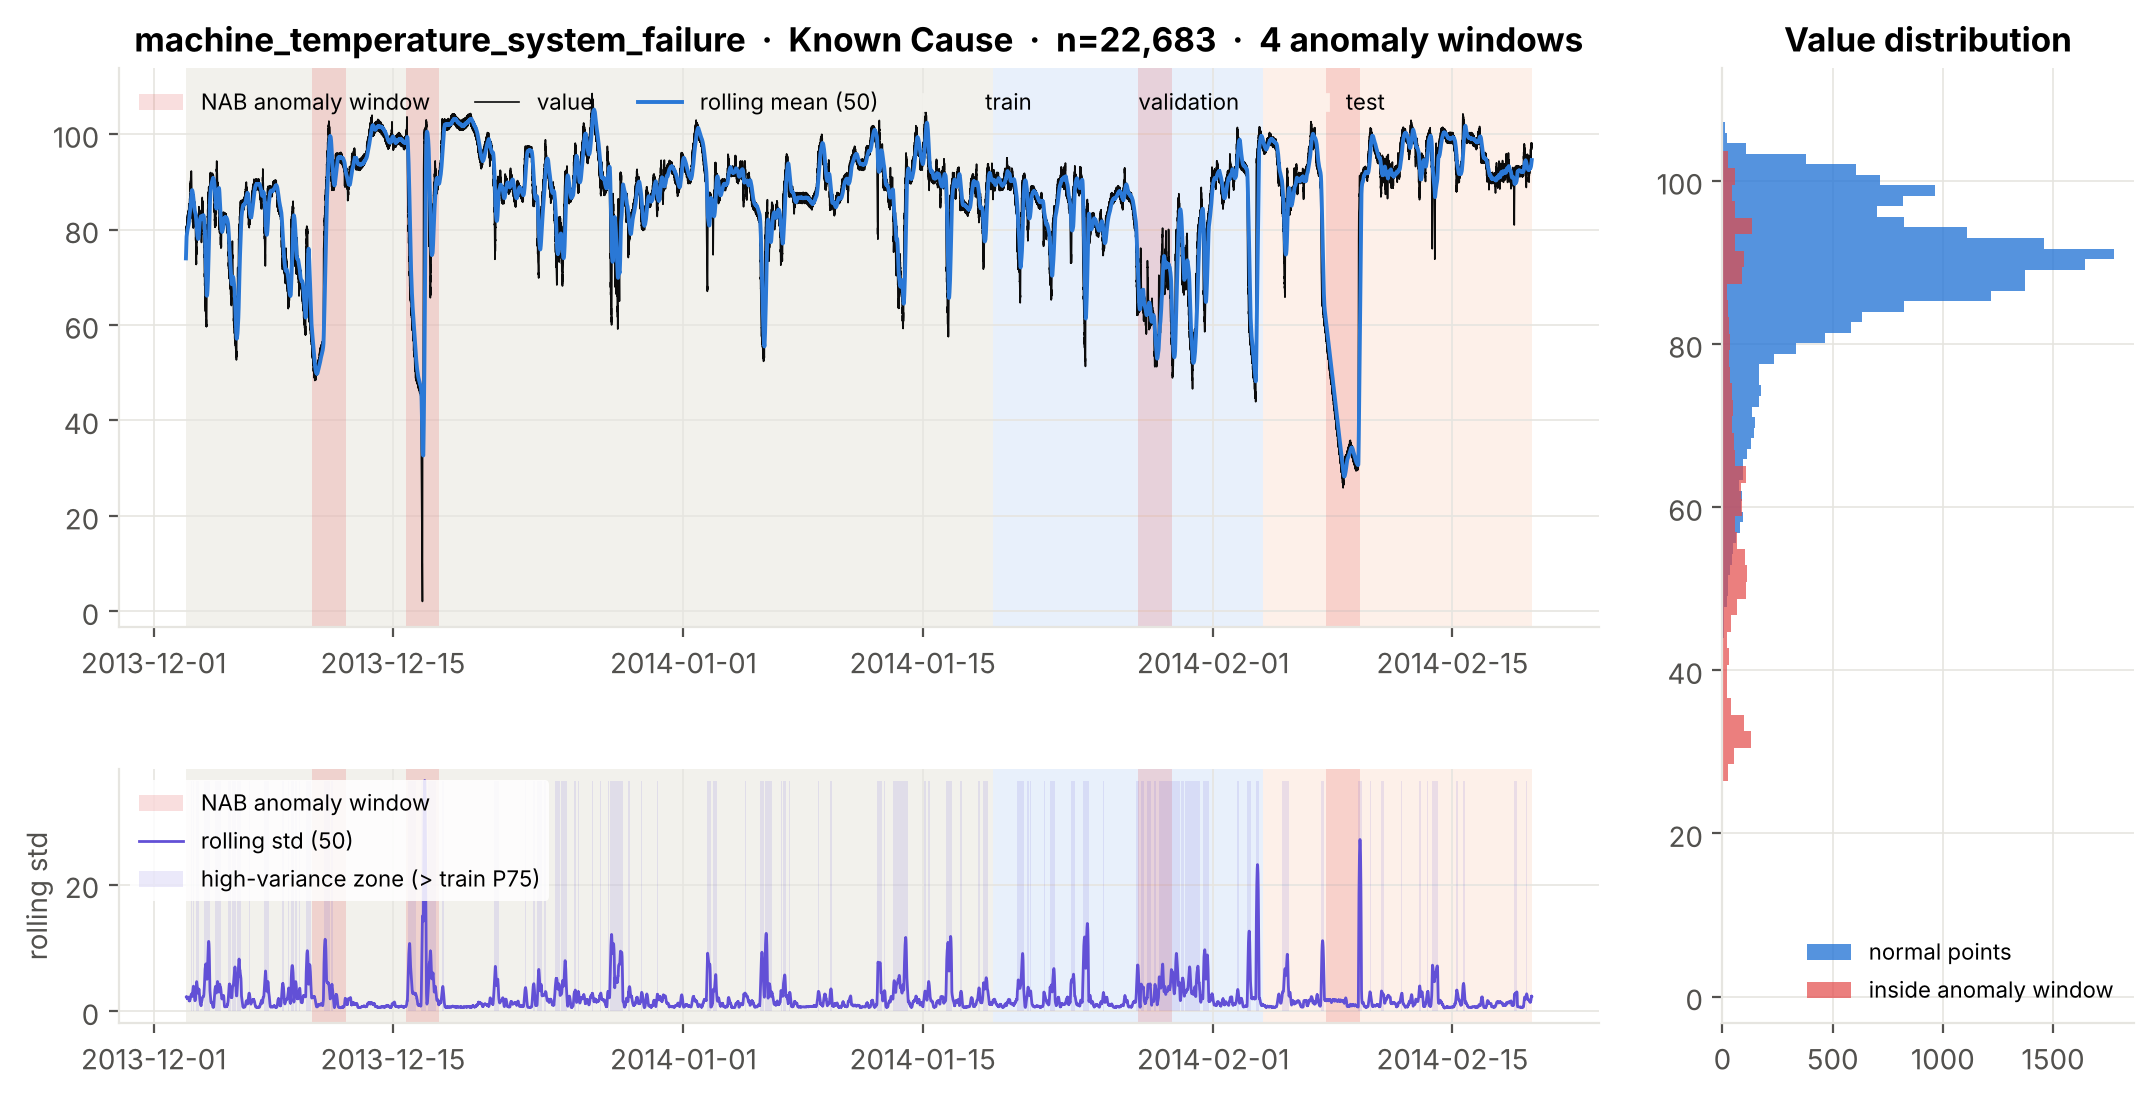 machine_temperature_system_failure · Known Cause · n=22,683 · 4 anomaly windows
NAB anomaly window
value
rolling mean (50)
train
validation
test
100
80
60
40
20
0
2013-12-01
2013-12-15
2014-01-01
2014-01-15
2014-02-01
2014-02-15
rolling std
NAB anomaly window
rolling std (50)
high-variance zone (> train P75)
20
0
2013-12-01
2013-12-15
2014-01-01
2014-01-15
2014-02-01
2014-02-15
Value distribution
100
80
60
40
20
0
normal points
inside anomaly window
0
500
1000
1500